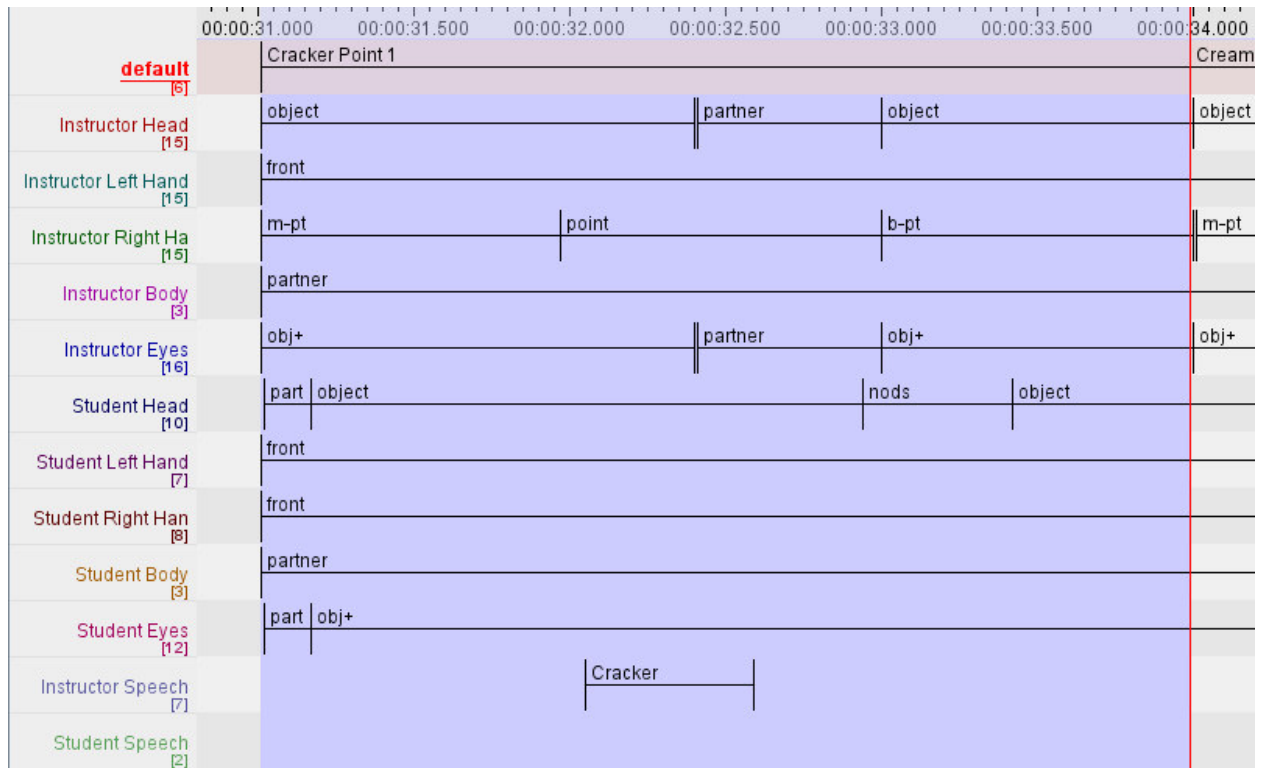 00:00:31.000 00:00:31.500 00:00:32.000 00:00:32.500 00:00:33.000 00:00:33.500 00:00:34.000
default Cracker Point 1 Cream
[6]
Instructor Head object partner object object
[15]
Instructor Left Hand front
[15]
Instructor Right Ha m-pt point b-pt m-pt
[15]
Instructor Body partner
[3]
Instructor Eyes obj+ partner obj+ obj+
[16]
Student Head part object nods object
[10]
Student Left Hand front
[7]
Student Right Han front
[8]
Student Body partner
[3]
Student Eyes part obj+
[12]
Instructor Speech Cracker
[7]
Student Speech
[2]